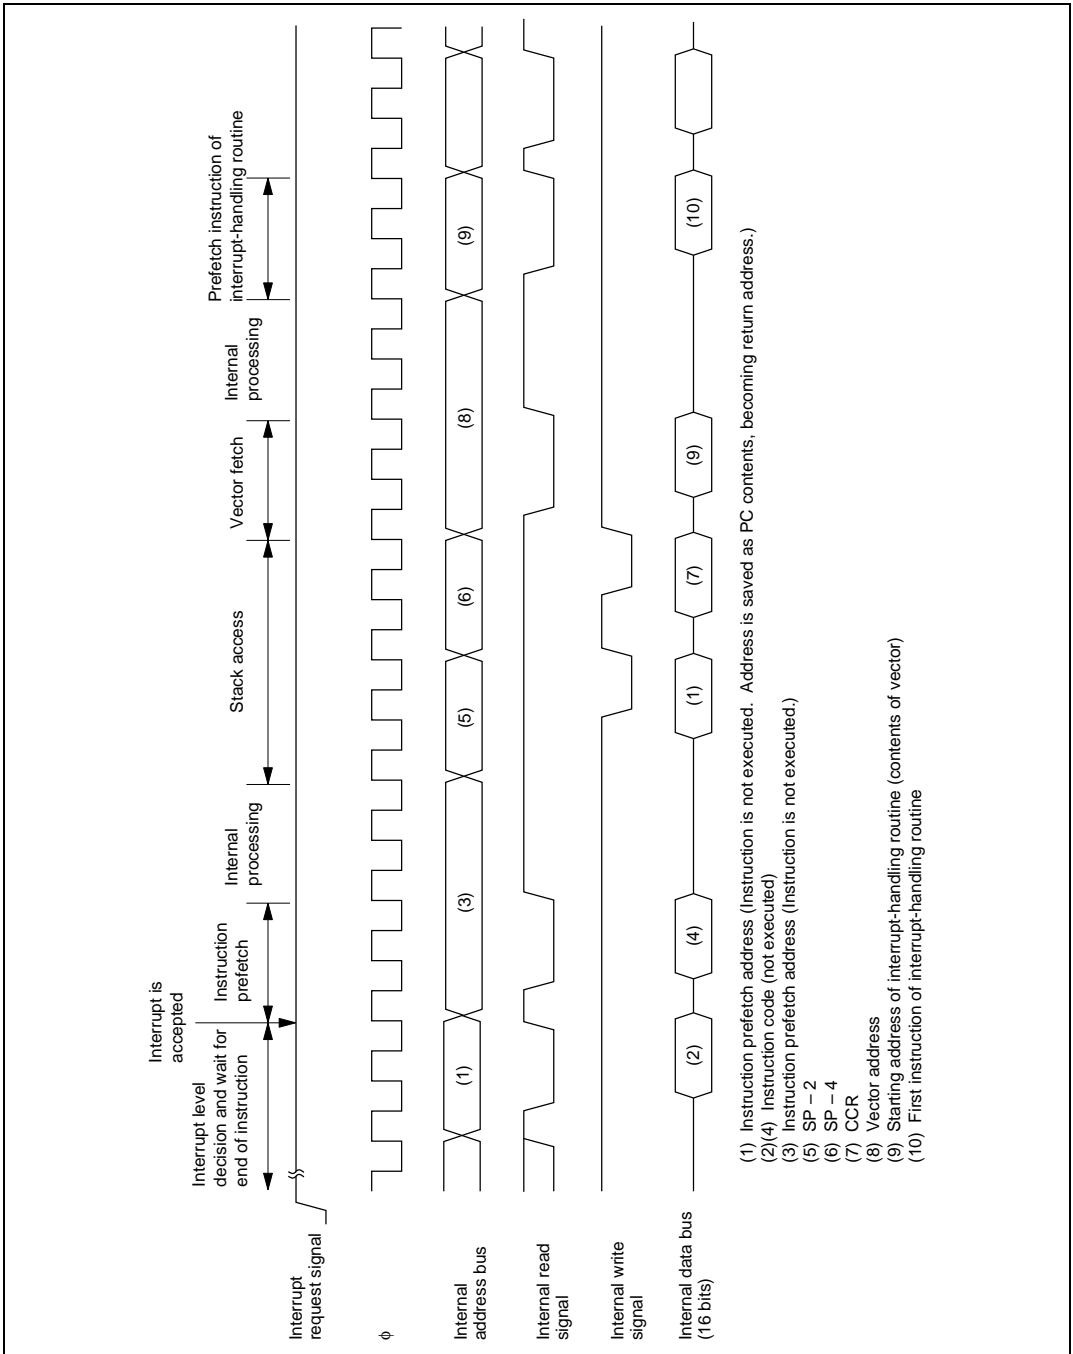 Interrupt is
accepted
Interrupt level
decision and wait for
end of instruction
Instruction
prefetch
Internal
processing
Stack access
Vector fetch
Internal
processing
Prefetch instruction of
interrupt-handling routine
Interrupt
request signal
φ
Internal
address bus
(1)
(3)
(5)
(6)
(8)
(9)
Internal read
signal
Internal write
signal
Internal data bus
(16 bits)
(2)
(4)
(1)
(7)
(9)
(10)
(1) Instruction prefetch address (Instruction is not executed. Address is saved as PC contents, becoming return address.)
(2)(4) Instruction code (not executed)
(3) Instruction prefetch address (Instruction is not executed.)
(5) SP – 2
(6) SP – 4
(7) CCR
(8) Vector address
(9) Starting address of interrupt-handling routine (contents of vector)
(10) First instruction of interrupt-handling routine